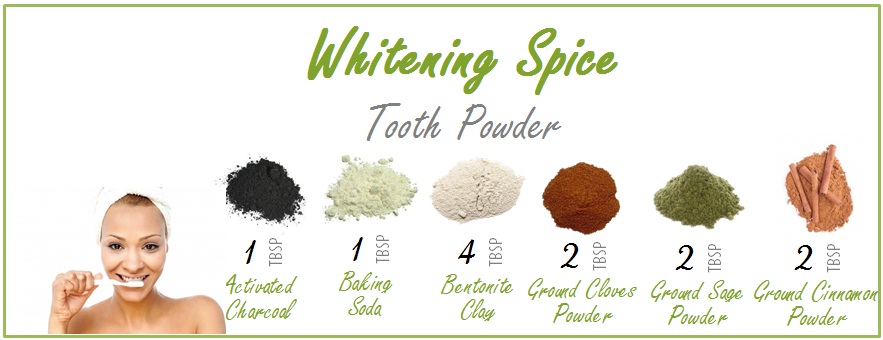 Whitening Spice
Tooth Powder
1 TBSP
Activated
Charcoal
1 TBSP
Baking
Soda
4 TBSP
Bentonite
Clay
2 TBSP
Ground Cloves
Powder
2 TBSP
Ground Sage
Powder
2 TBSP
Ground Cinnamon
Powder